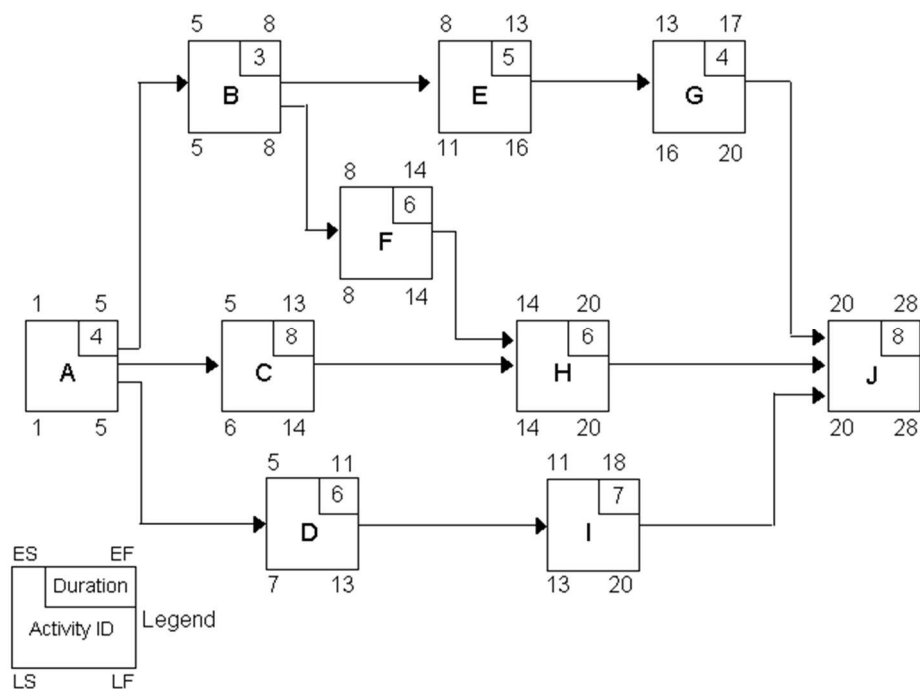 5 8
3
B
5 8
8 13
5
E
11 16
13 17
4
G
16 20
8 14
6
F
8 14
1 5
4
A
1 5
5 13
8
C
6 14
14 20
6
H
14 20
20 28
8
J
20 28
5 11
6
D
7 13
11 18
7
I
13 20
ES EF
Duration
Activity ID
Legend
LS LF